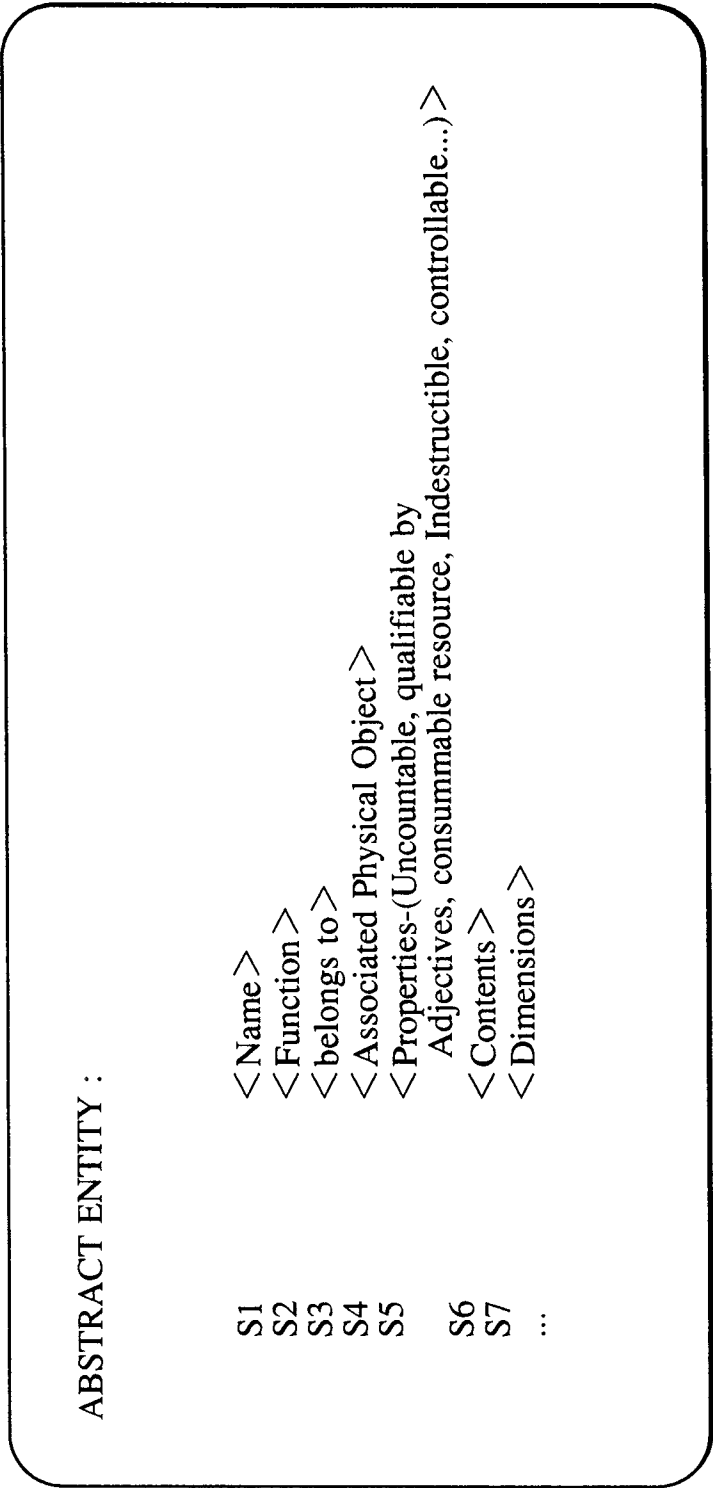 ABSTRACT ENTITY :
S1 <Name>
S2 <Function>
S3 <belongs to>
S4 <Associated Physical Object>
S5 <Properties-(Uncountable, qualifiable by
Adjectives, consummable resource, Indestructible, controllable...)>
S6 <Contents>
S7 <Dimensions>
...